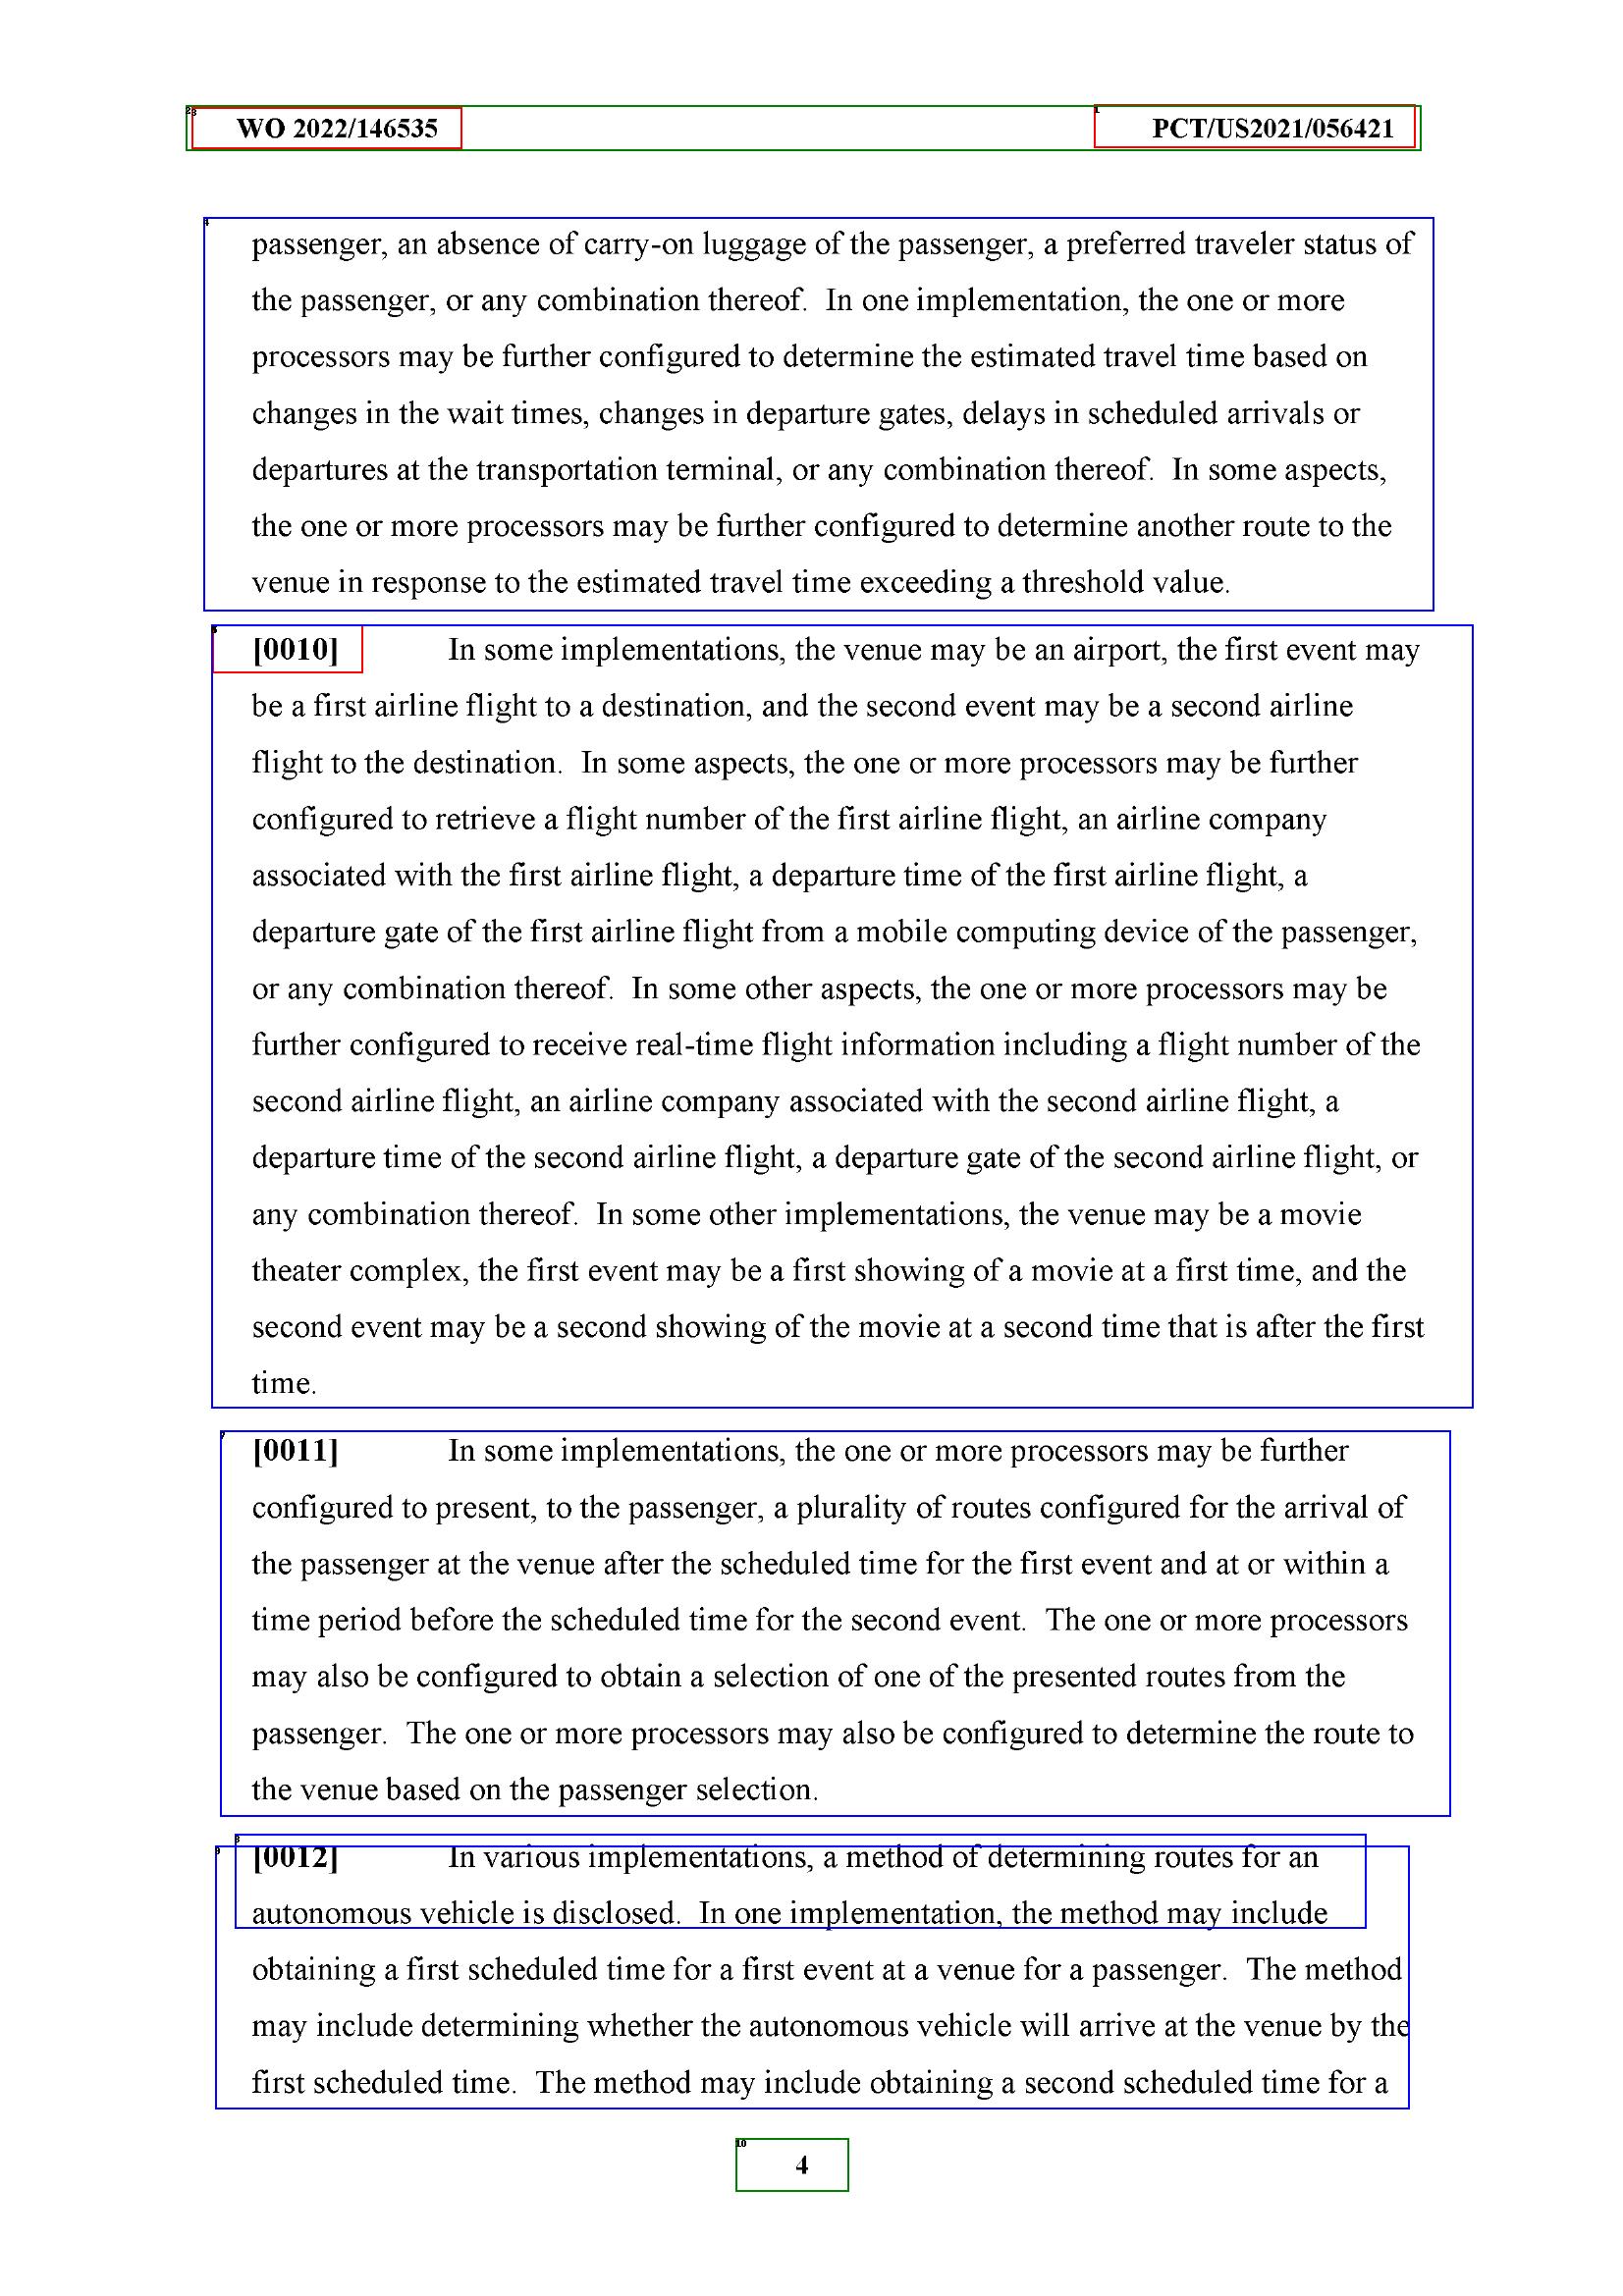 WO 2022/146535 PCT/US2021/056421
passenger, an absence of carry-on luggage of the passenger, a preferred traveler status of
the passenger, or any combination thereof. In one implementation, the one or more
processors may be further configured to determine the estimated travel time based on
changes in the wait times, changes in departure gates, delays in scheduled arrivals or
departures at the transportation terminal, or any combination thereof. In some aspects,
the one or more processors may be further configured to determine another route to the
venue in response to the estimated travel time exceeding a threshold value.
[0010] In some implementations, the venue may be an airport, the first event may
be a first airline flight to a destination, and the second event may be a second airline
flight to the destination. In some aspects, the one or more processors may be further
configured to retrieve a flight number of the first airline flight, an airline company
associated with the first airline flight, a departure time of the first airline flight, a
departure gate of the first airline flight from a mobile computing device of the passenger,
or any combination thereof. In some other aspects, the one or more processors may be
further configured to receive real-time flight information including a flight number of the
second airline flight, an airline company associated with the second airline flight, a
departure time of the second airline flight, a departure gate of the second airline flight, or
any combination thereof. In some other implementations, the venue may be a movie
theater complex, the first event may be a first showing of a movie at a first time, and the
second event may be a second showing of the movie at a second time that is after the first
time.
[0011] In some implementations, the one or more processors may be further
configured to present, to the passenger, a plurality of routes configured for the arrival of
the passenger at the venue after the scheduled time for the first event and at or within a
time period before the scheduled time for the second event. The one or more processors
may also be configured to obtain a selection of one of the presented routes from the
passenger. The one or more processors may also be configured to determine the route to
the venue based on the passenger selection.
[0012] In various implementations, a method of determining routes for an
autonomous vehicle is disclosed. In one implementation, the method may include
obtaining a first scheduled time for a first event at a venue for a passenger. The method
may include determining whether the autonomous vehicle will arrive at the venue by the
first scheduled time. The method may include obtaining a second scheduled time for a
4